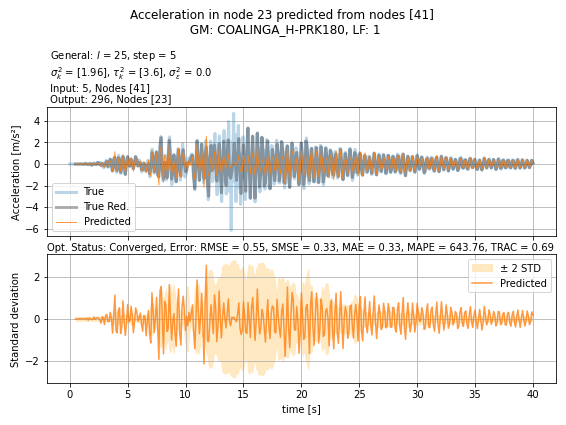 Acceleration in node 23 predicted from nodes [41]
GM: COALINGA_H-PRK180, LF: 1
General: l = 25, step = 5
σ²ₖ = [1.96], τ²ₖ = [3.6], σ²ε = 0.0
Input: 5, Nodes [41]
Output: 296, Nodes [23]
Acceleration [m/s²]
4
2
0
−2
−4
−6
True
True Red.
Predicted
Opt. Status: Converged, Error: RMSE = 0.55, SMSE = 0.33, MAE = 0.33, MAPE = 643.76, TRAC = 0.69
Standard deviation
2
0
−2
± 2 STD
Predicted
0 5 10 15 20 25 30 35 40
time [s]